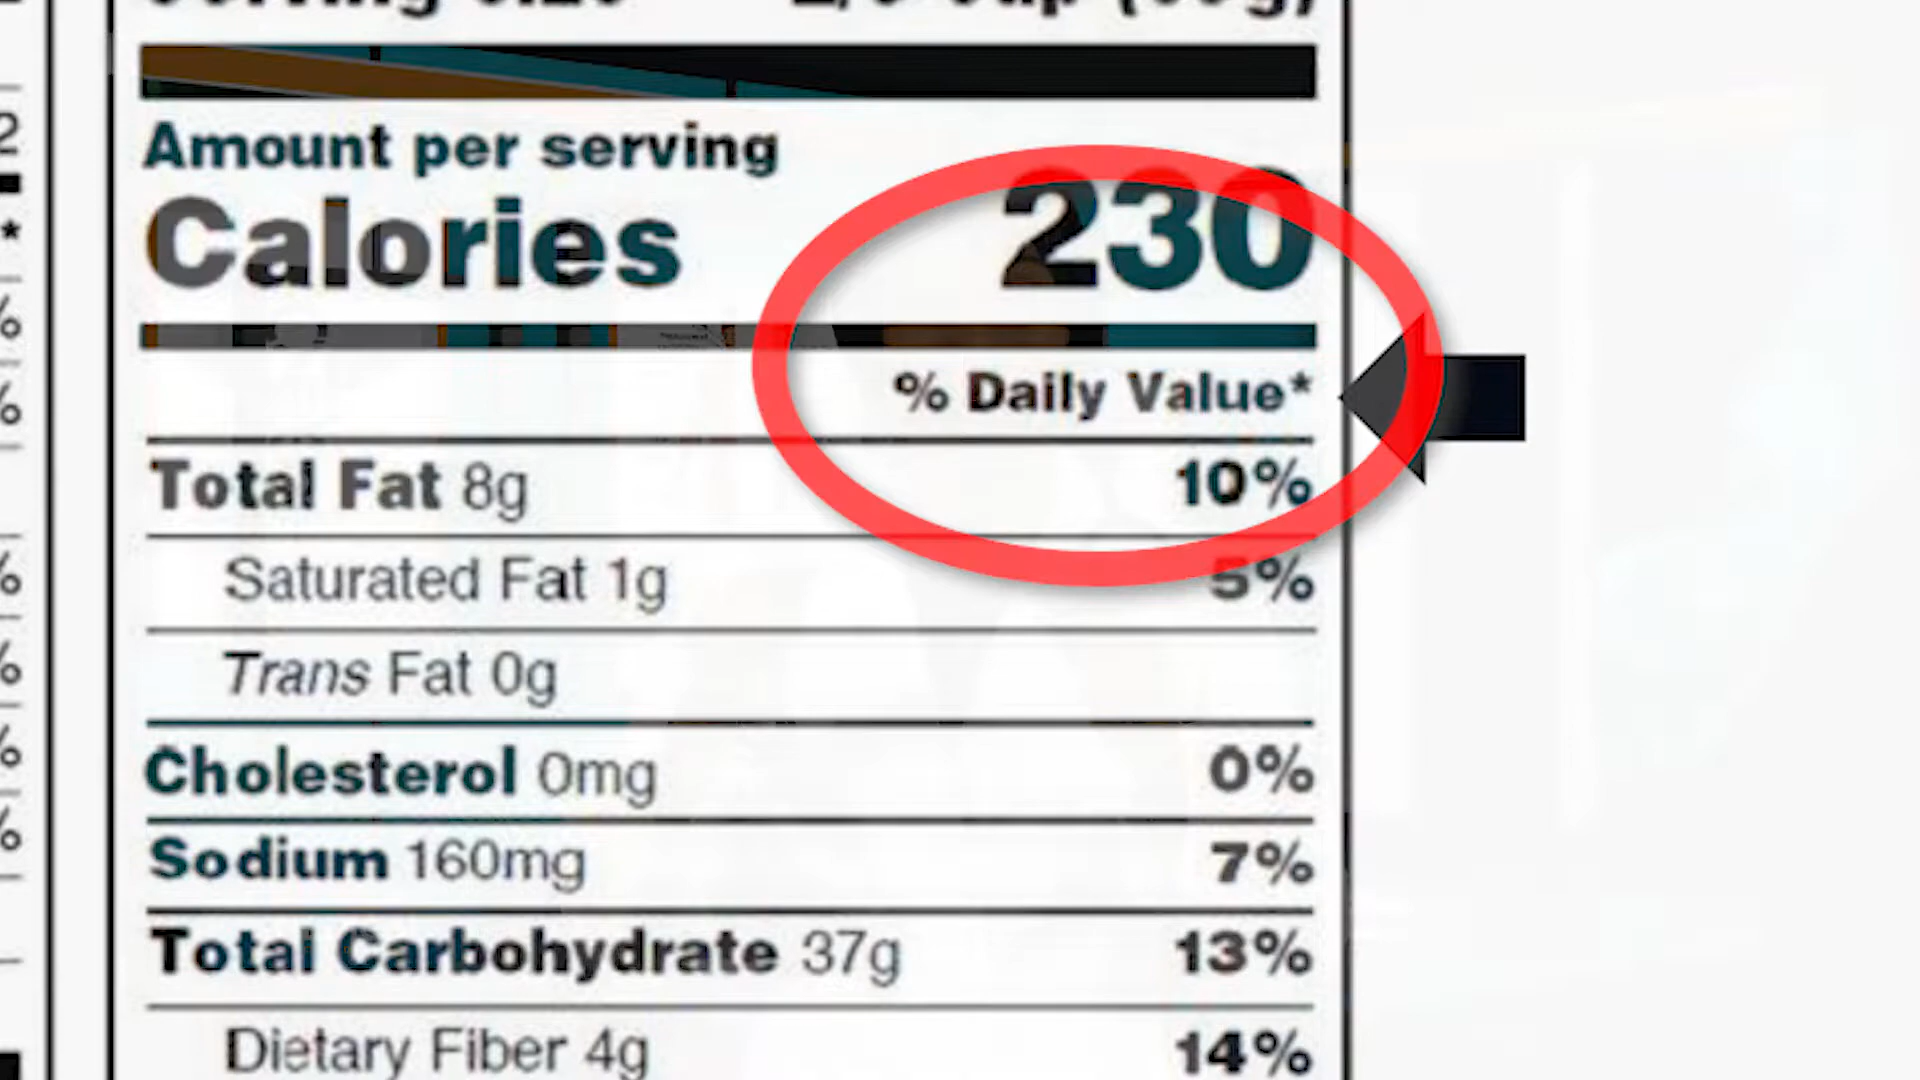 Amount per serving
Calories 230
% Daily Value*
Total Fat 8g 10%
Saturated Fat 1g 5%
Trans Fat 0g
Cholesterol 0mg 0%
Sodium 160mg 7%
Total Carbohydrate 37g 13%
Dietary Fiber 4g 14%